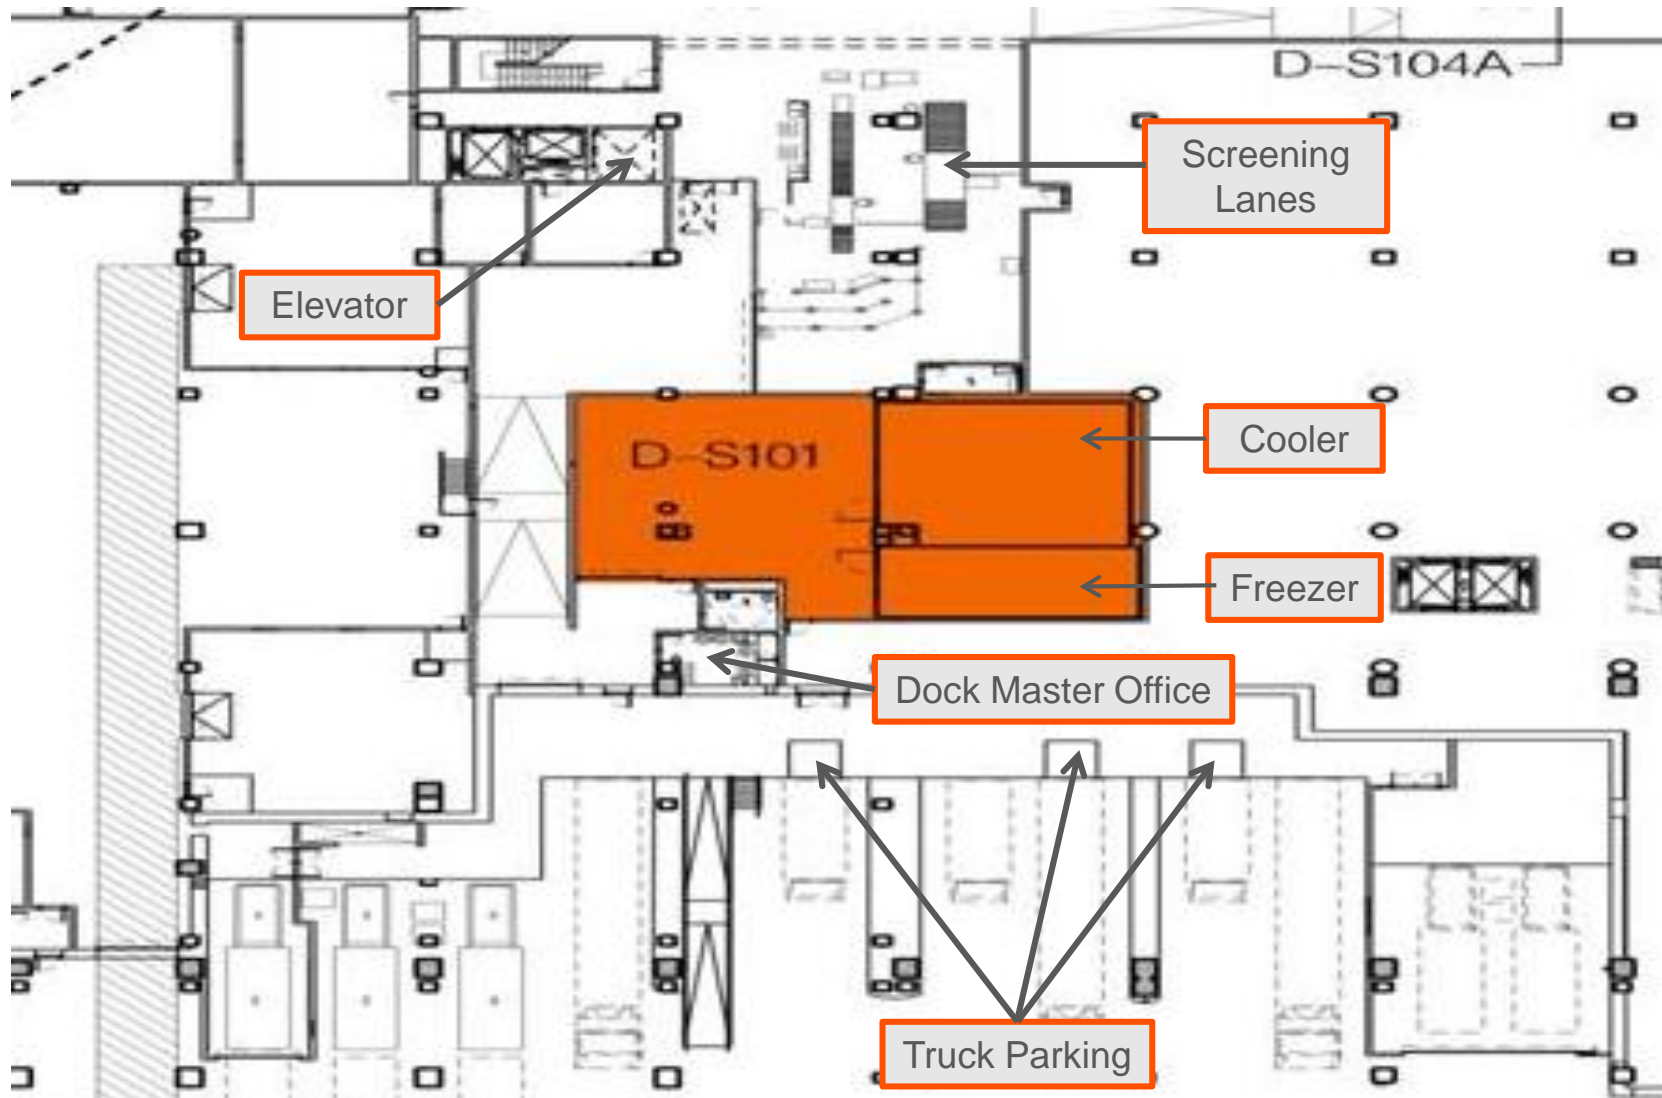 D-S104A
Screening
Lanes
Elevator
D-S101
Cooler
Freezer
Dock Master Office
Truck Parking